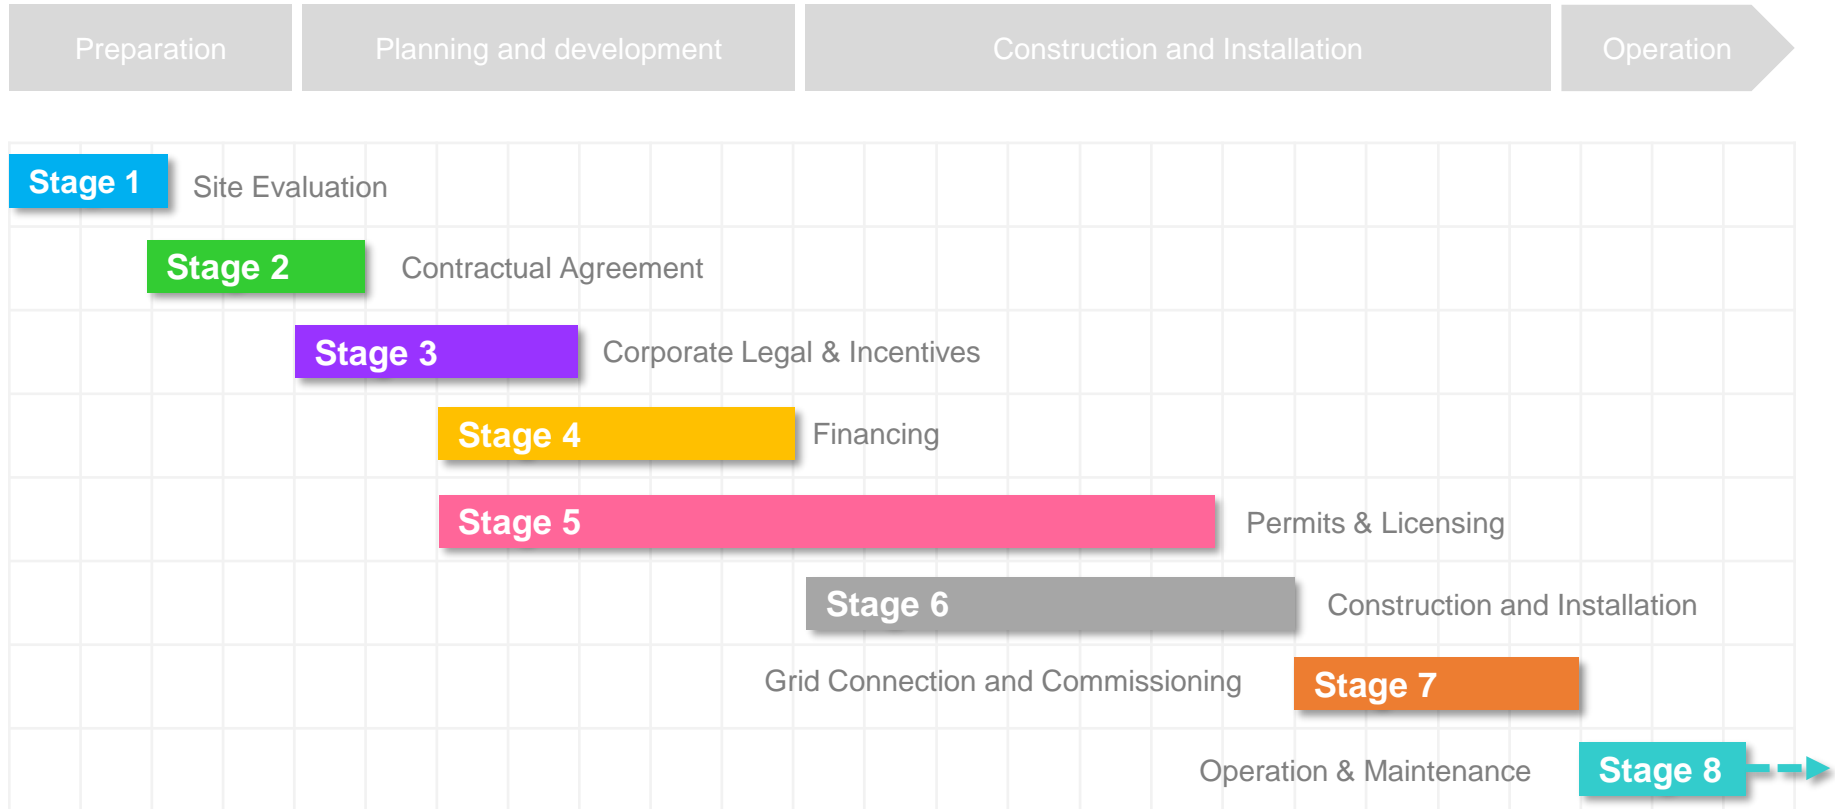 Preparation
Planning and development
Construction and Installation
Operation
Stage 1
Site Evaluation
Stage 2
Contractual Agreement
Stage 3
Corporate Legal & Incentives
Stage 4
Financing
Stage 5
Permits & Licensing
Stage 6
Construction and Installation
Grid Connection and Commissioning
Stage 7
Operation & Maintenance
Stage 8